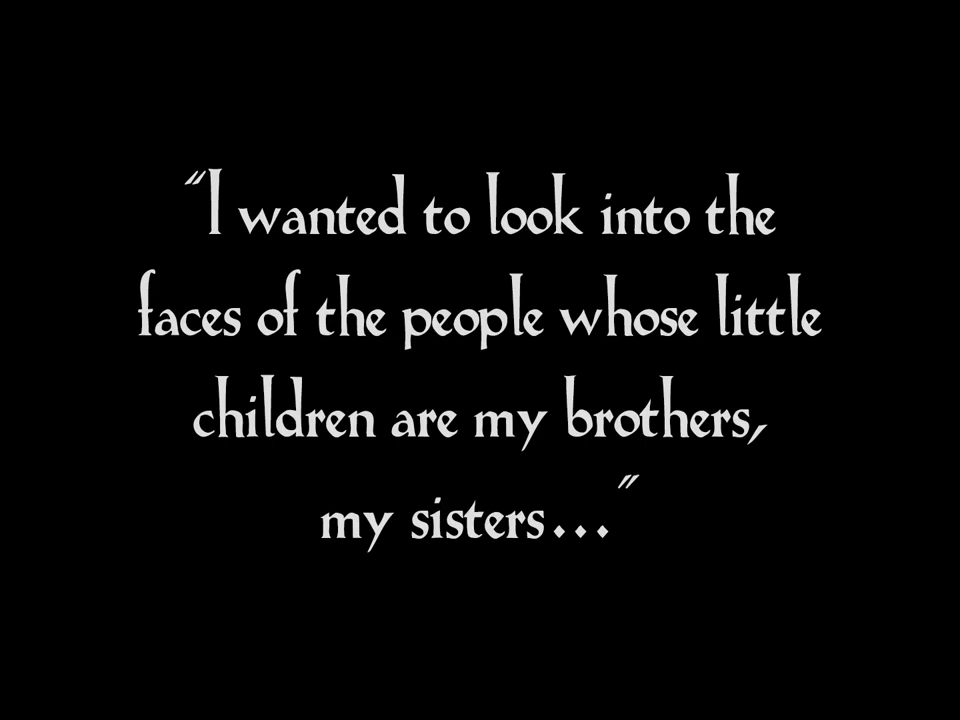 "I wanted to look into the
faces of the people whose little
children are my brothers,
my sisters..."